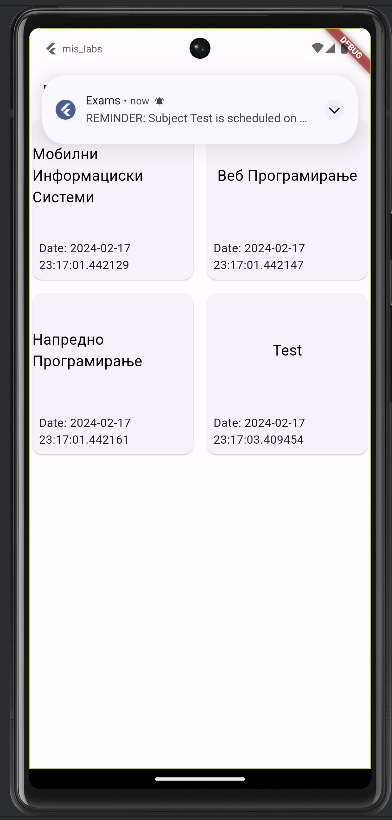 mis_labs
DEBUG
Exams • now
REMINDER: Subject Test is scheduled on ...
Мобилни
Информациски
Системи
Date: 2024-02-17
23:17:01.442129
Веб Програмирање
Date: 2024-02-17
23:17:01.442147
Напредно
Програмирање
Date: 2024-02-17
23:17:01.442161
Test
Date: 2024-02-17
23:17:03.409454